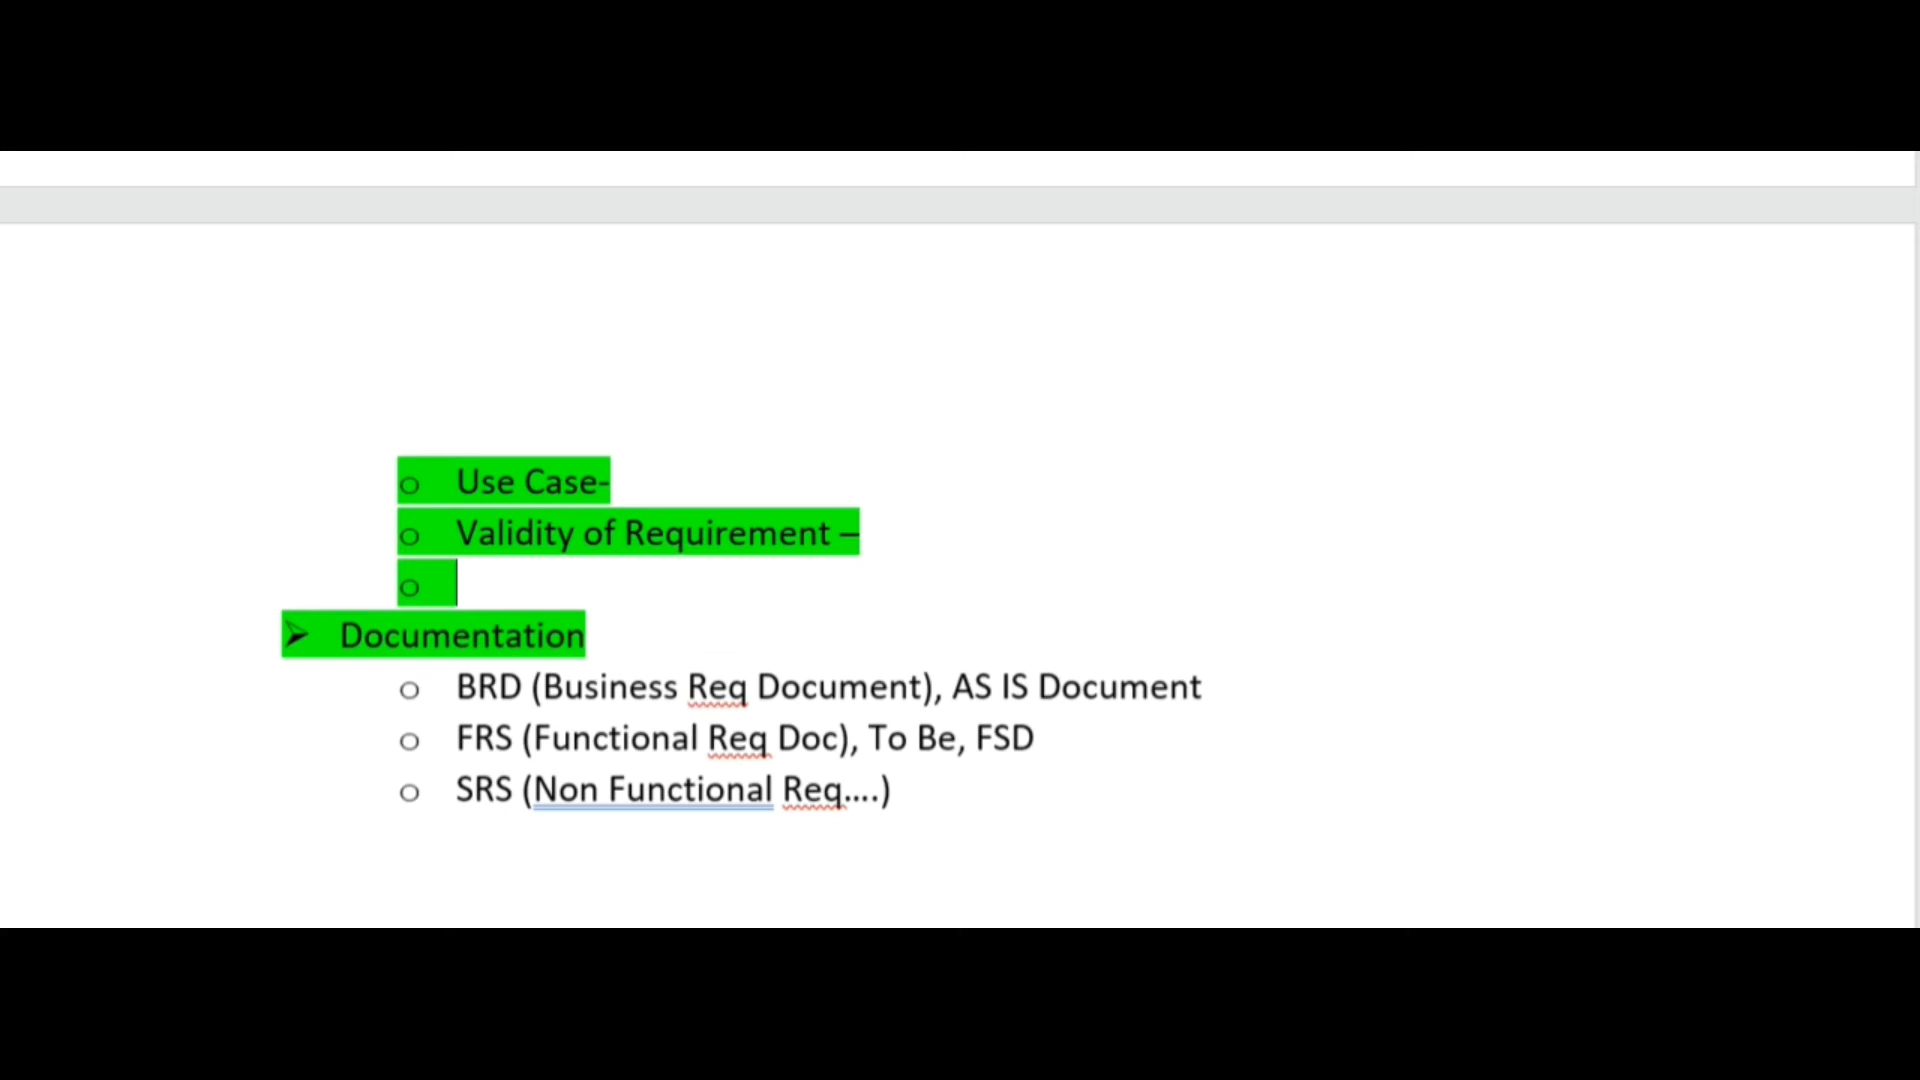 o Use Case-
o Validity of Requirement –
o
➢ Documentation
o BRD (Business Req Document), AS IS Document
o FRS (Functional Req Doc), To Be, FSD
o SRS (Non Functional Req....)